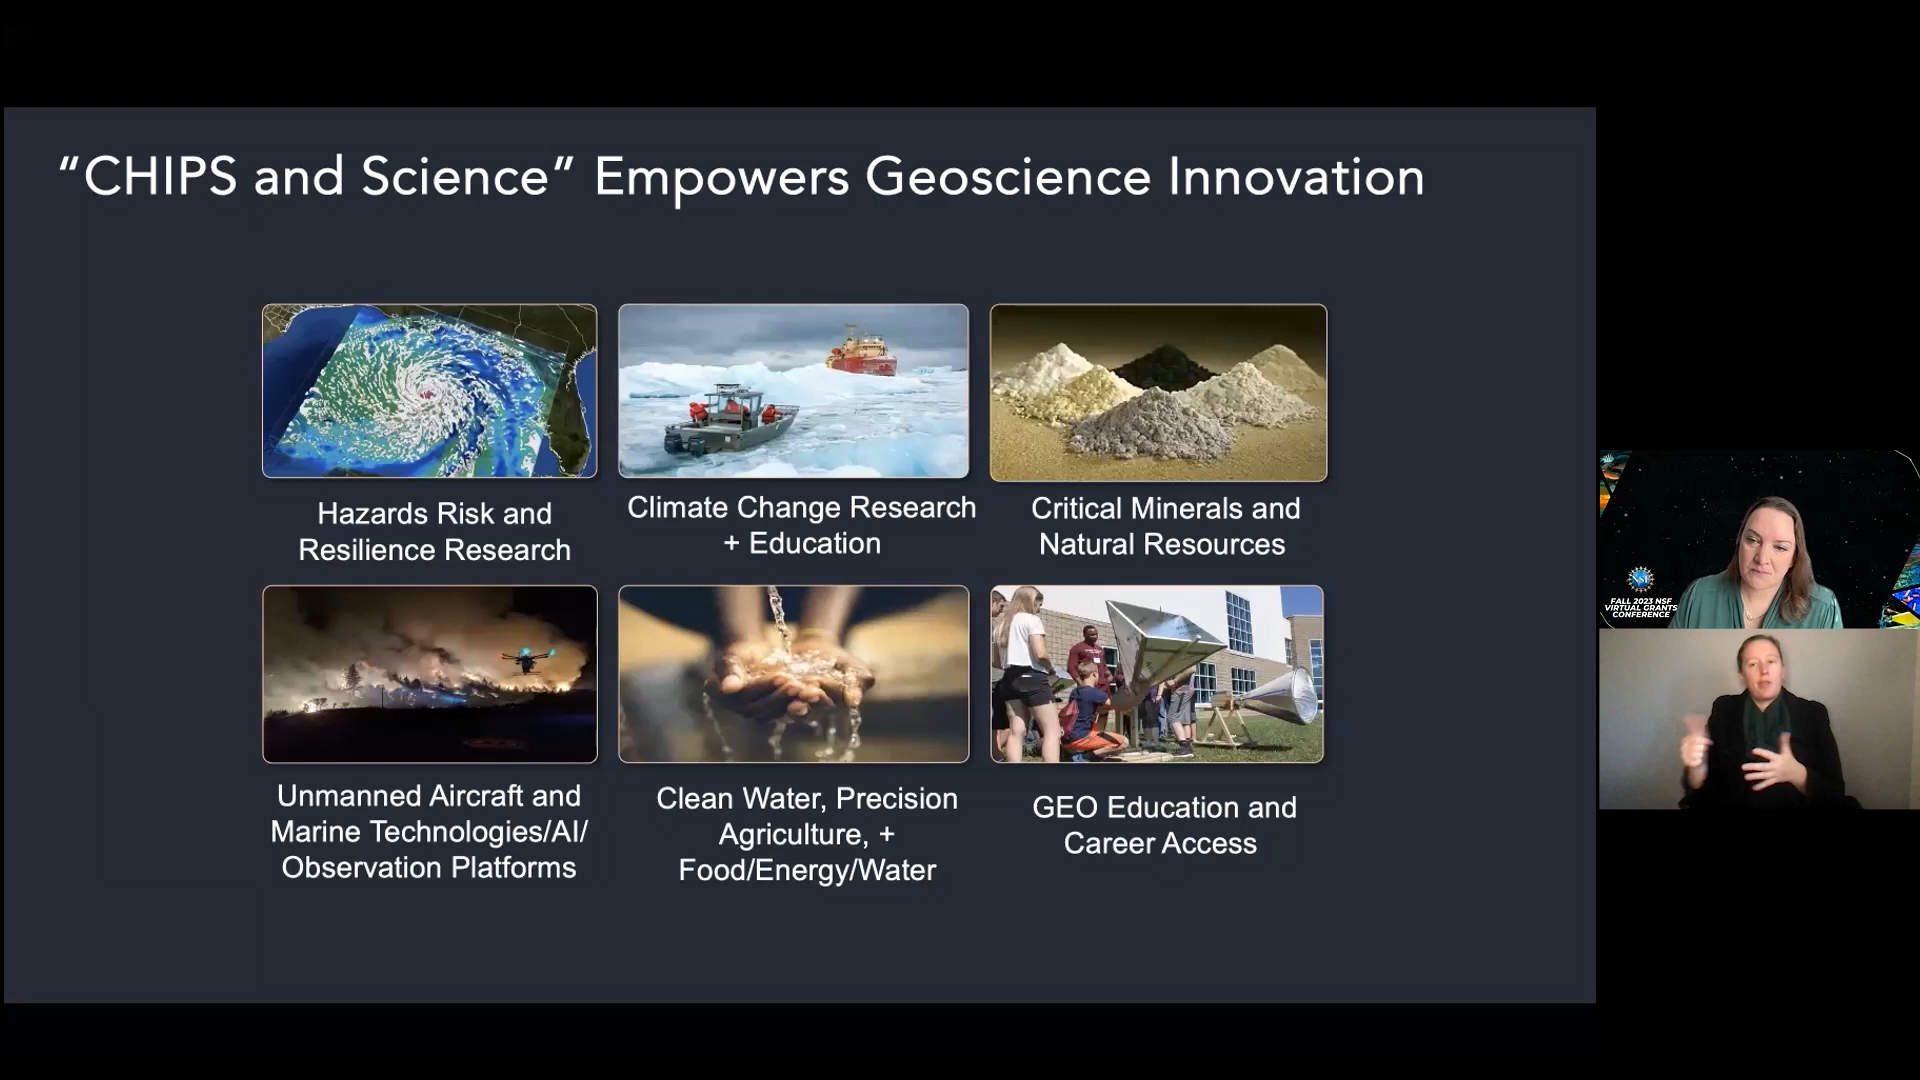 “CHIPS and Science” Empowers Geoscience Innovation
Hazards Risk and
Resilience Research
Climate Change Research
+ Education
Critical Minerals and
Natural Resources
Unmanned Aircraft and
Marine Technologies/AI/
Observation Platforms
Clean Water, Precision
Agriculture, +
Food/Energy/Water
GEO Education and
Career Access
NSF
FALL 2023 NSF
VIRTUAL GRANTS
CONFERENCE